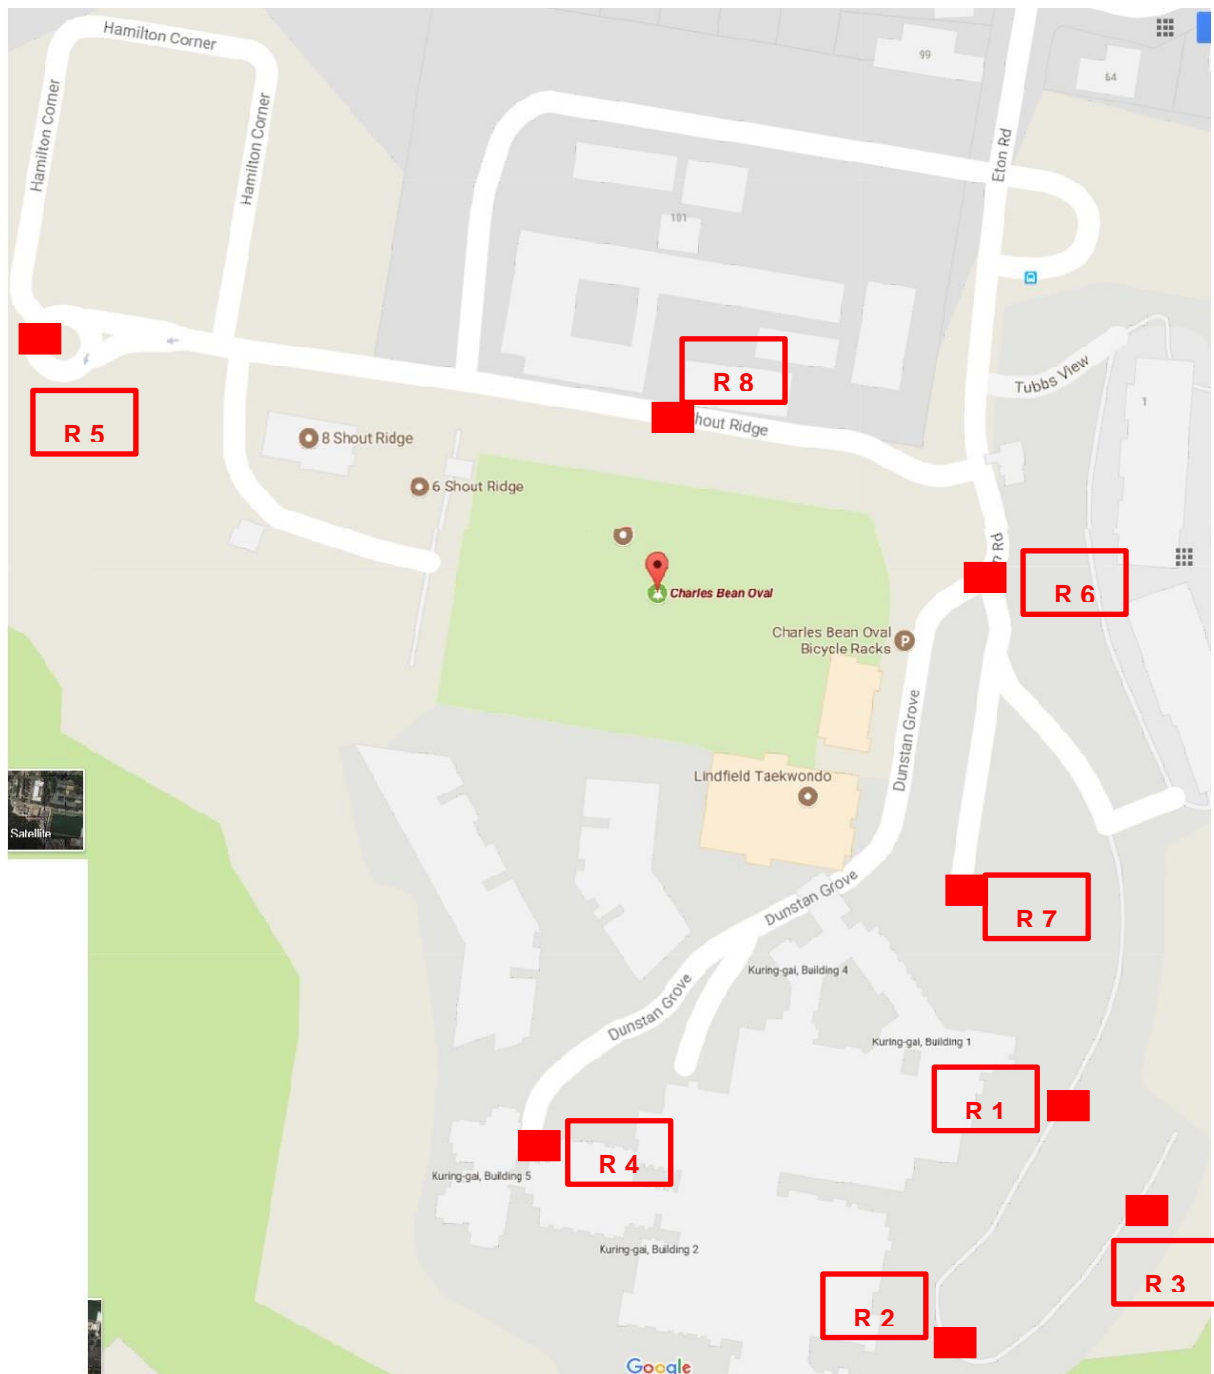 Hamilton Corner
99
64
Hamilton Corner
Hamilton Corner
Eton Rd
101
Tubbs View
1
R 8
hout Ridge
R 5
8 Shout Ridge
6 Shout Ridge
Rd
R 6
Charles Bean Oval
Charles Bean Oval
Bicycle Racks
P
Dunstan Grove
Lindfield Taekwondo
Satellite
Dunstan Grove
R 7
Kuring-gai, Building 4
Dunstan Grove
Kuring-gai, Building 1
R 1
R 4
Kuring-gai, Building 5
Kuring-gai, Building 2
R 3
R 2
Google